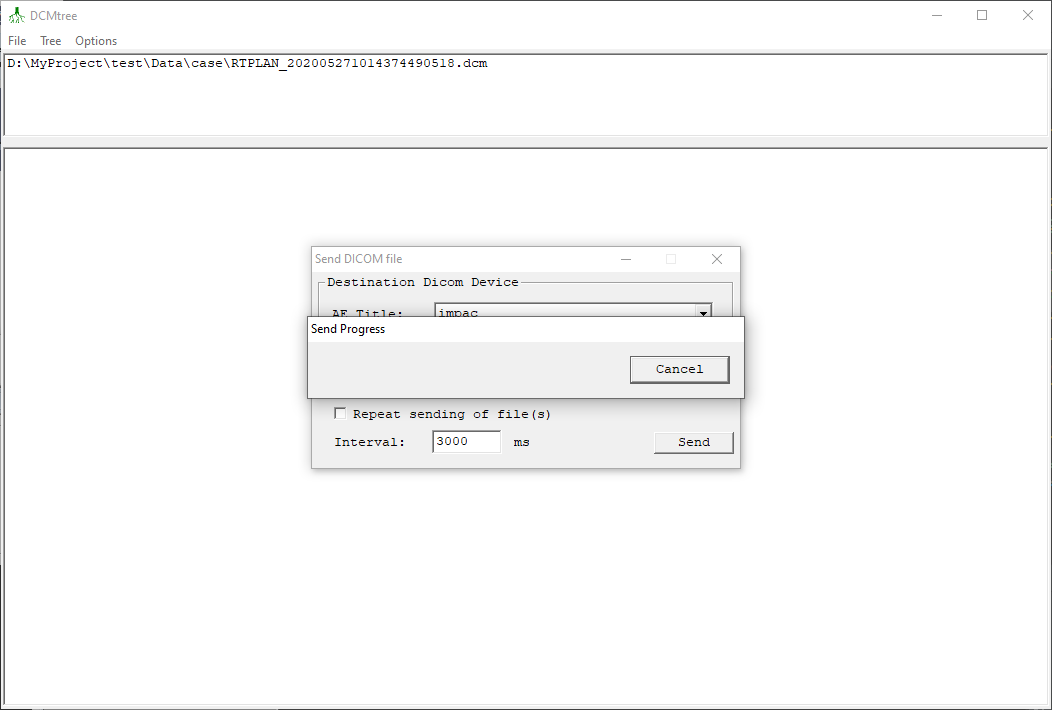 DCMtree
File Tree Options
D:\MyProject\test\Data\case\RTPLAN_202005271014374490518.dcm
Send DICOM file
Destination Dicom Device
AE Title: impac
Send Progress
Cancel
Repeat sending of file(s)
Interval: 3000 ms Send